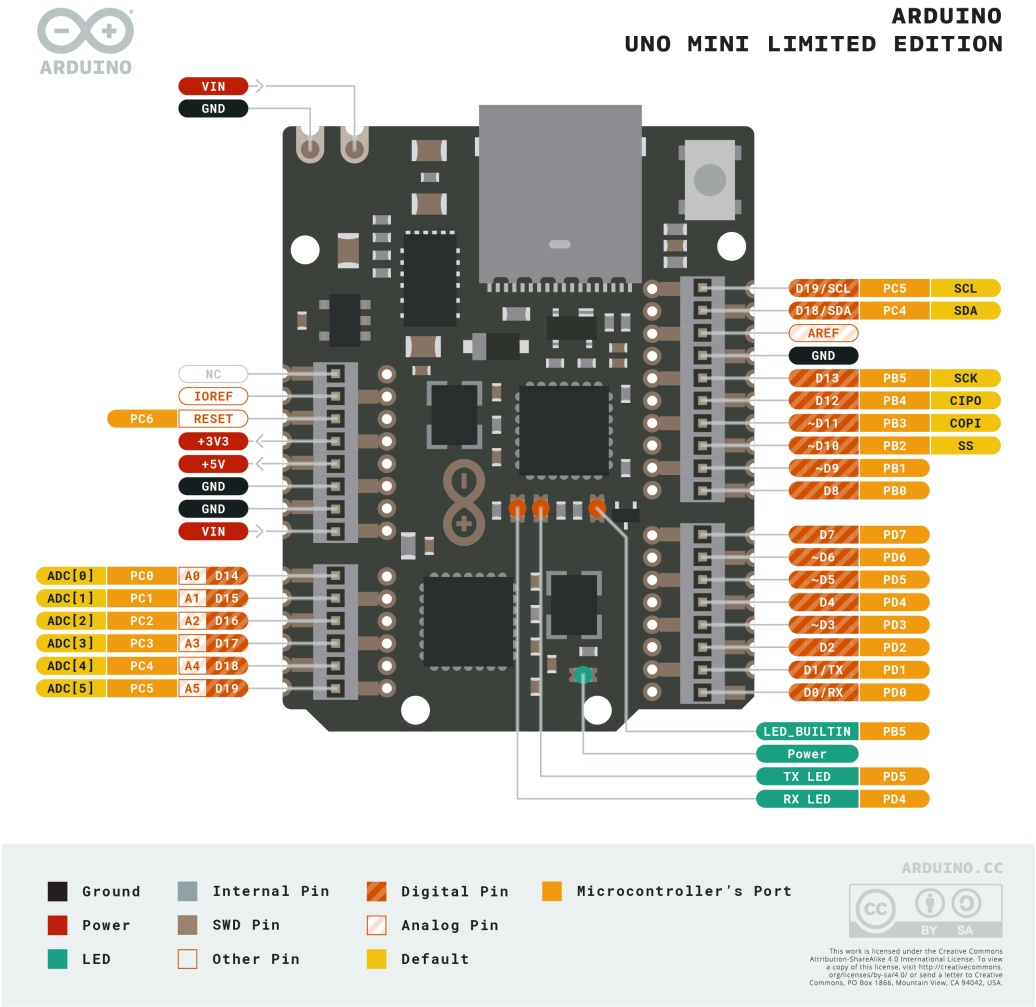 ARDUINO
ARDUINO
UNO MINI LIMITED EDITION
VIN
GND
NC
IOREF
PC6 RESET
+3V3
+5V
GND
GND
VIN
ADC[0] PC0 A0 D14
ADC[1] PC1 A1 D15
ADC[2] PC2 A2 D16
ADC[3] PC3 A3 D17
ADC[4] PC4 A4 D18
ADC[5] PC5 A5 D19
D19/SCL PC5 SCL
D18/SDA PC4 SDA
AREF
GND
D13 PB5 SCK
D12 PB4 CIPO
~D11 PB3 COPI
~D10 PB2 SS
~D9 PB1
D8 PB0
D7 PD7
~D6 PD6
~D5 PD5
D4 PD4
~D3 PD3
D2 PD2
D1/TX PD1
D0/RX PD0
LED_BUILTIN PB5
Power
TX LED PD5
RX LED PD4
Ground
Power
LED
Internal Pin
SWD Pin
Other Pin
Digital Pin
Analog Pin
Default
Microcontroller's Port
ARDUINO.CC
cc
BY SA
This work is licensed under the Creative Commons
Attribution-ShareAlike 4.0 International License. To view
a copy of this license, visit http://creativecommons.
org/licenses/by-sa/4.0/ or send a letter to Creative
Commons, PO Box 1866, Mountain View, CA 94042, USA.